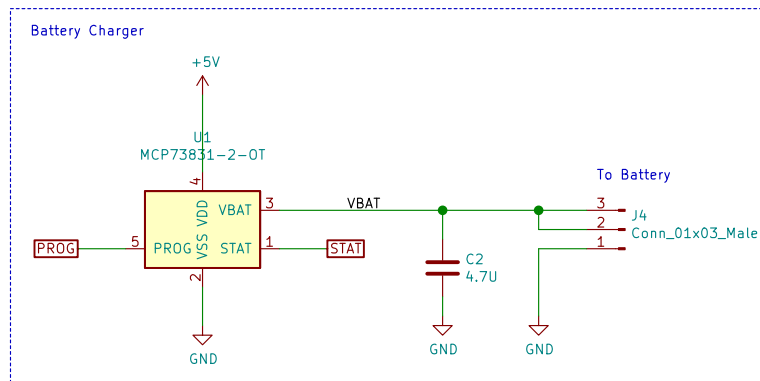 Battery Charger
+5V
U1
MCP73831-2-OT
To Battery
4
VDD
VBAT 3 VBAT
3
J4
2
Conn_01x03_Male
1
PROG 5 PROG
VSS
STAT 1 STAT
2
C2
4.7U
GND
GND
GND